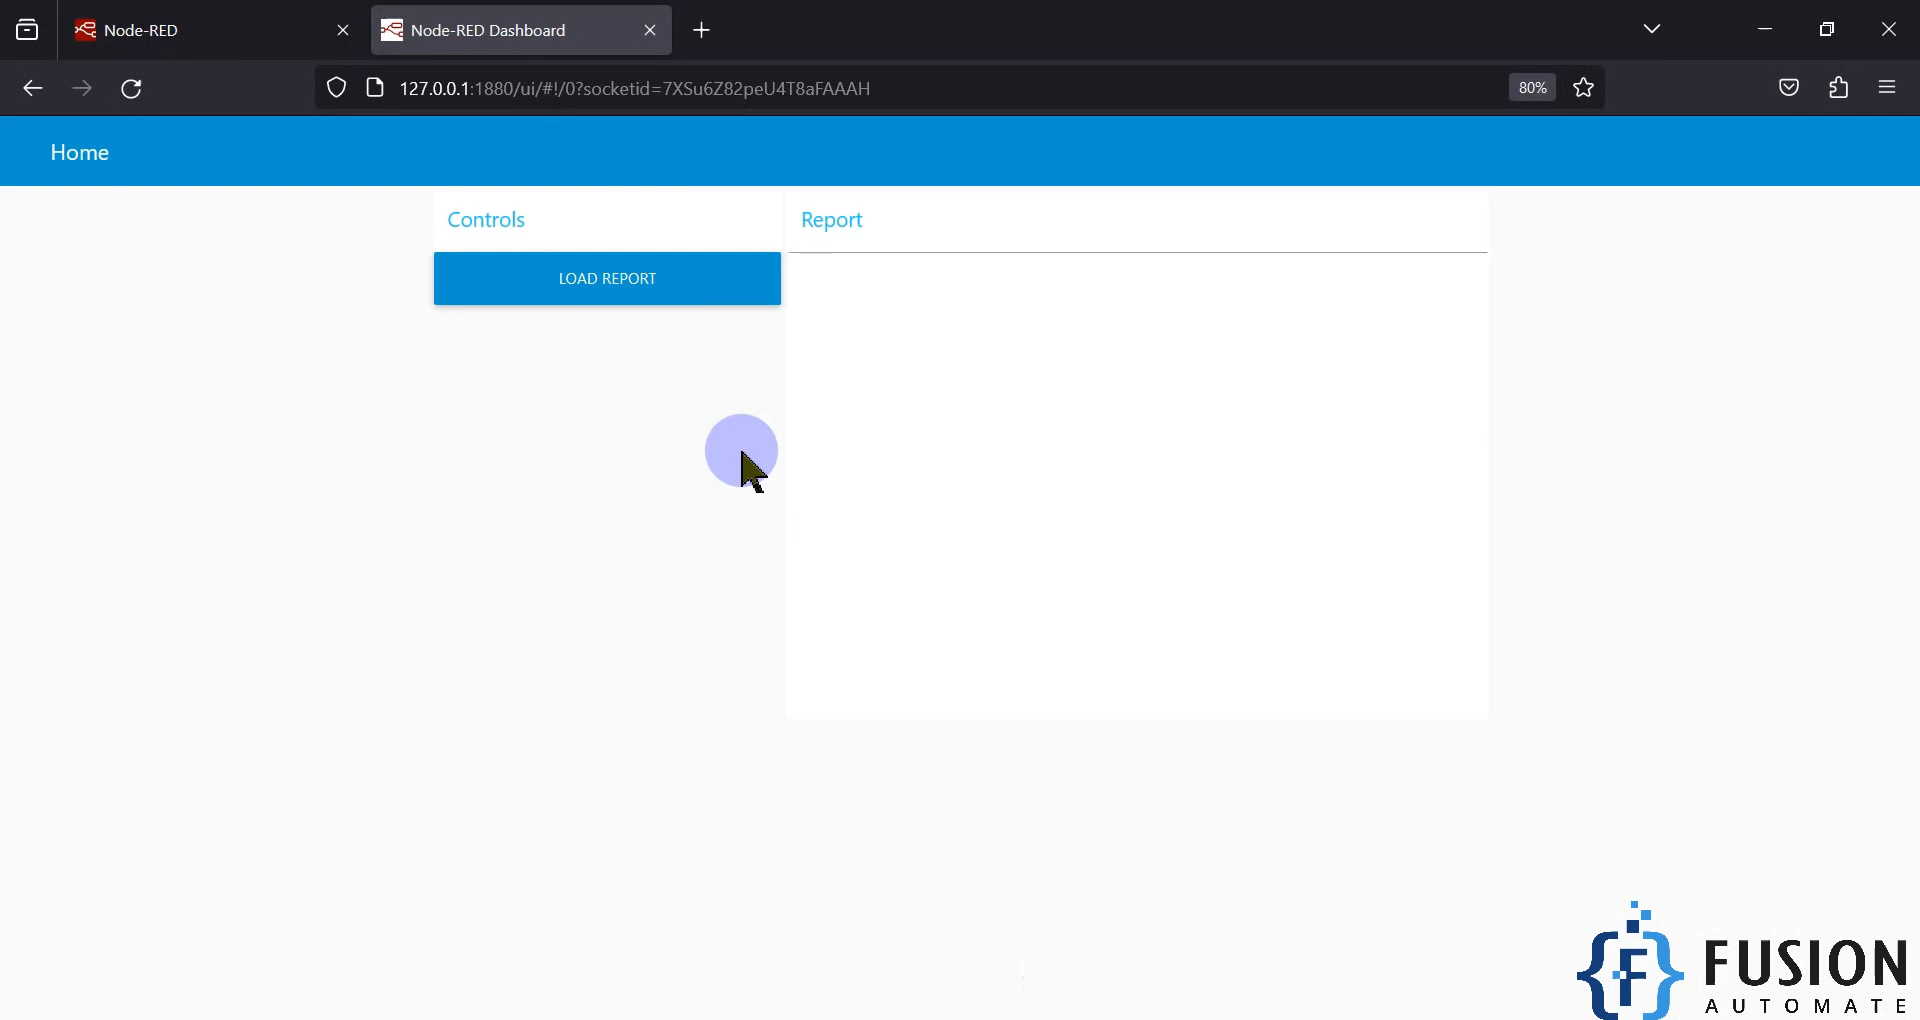 Node-RED
Node-RED Dashboard
127.0.0.1:1880/ui/#!/0?socketid=7XSu6Z82peU4T8aFAAAH
80%
Home
Controls
Report
LOAD REPORT
F
FUSION
AUTOMATE